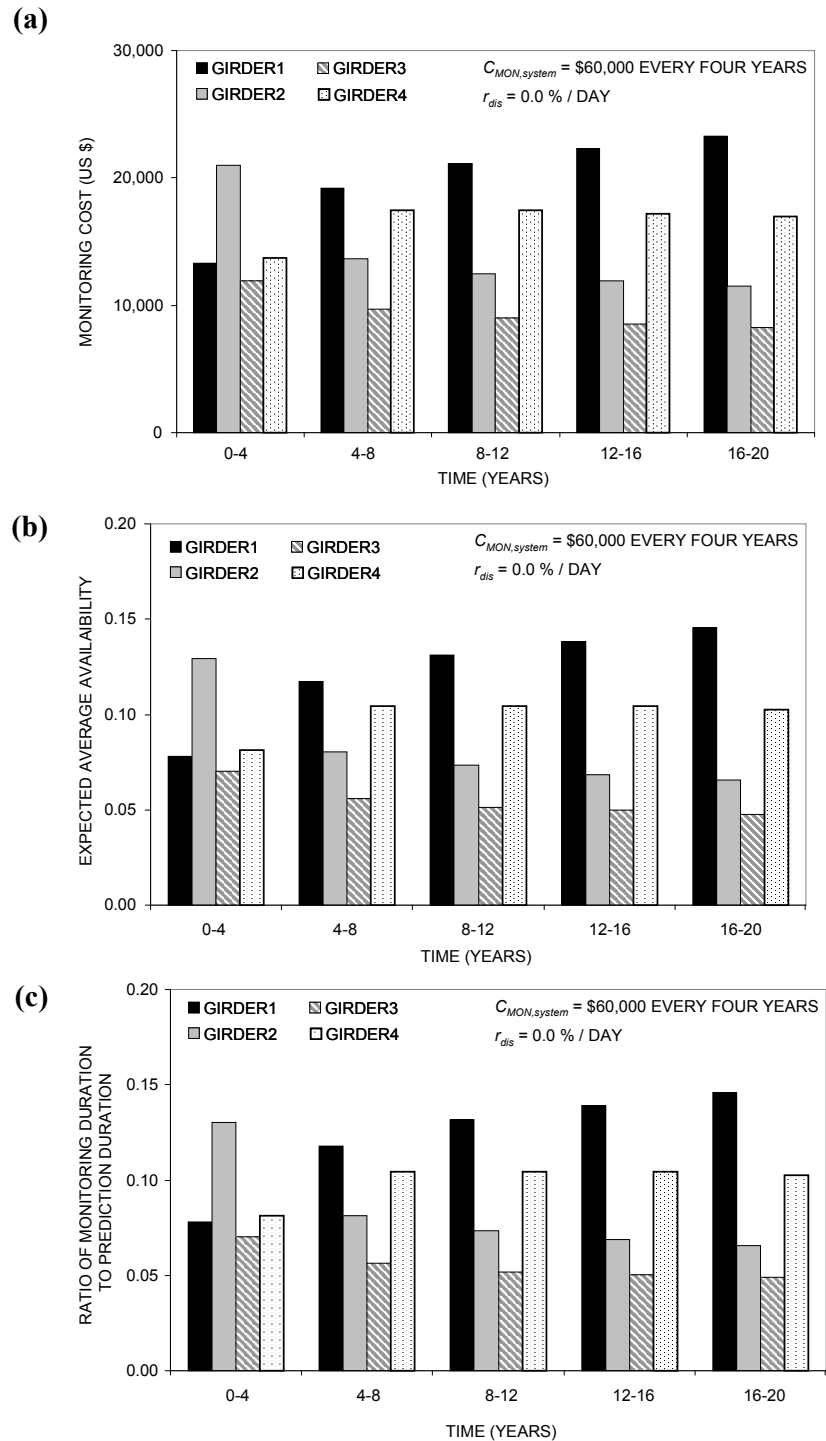 (a)
30,000
20,000
10,000
0
MONITORING COST (US $)
GIRDER1 GIRDER3
GIRDER2 GIRDER4
C_MON,system = $60,000 EVERY FOUR YEARS
r_dis = 0.0 % / DAY
0-4 4-8 8-12 12-16 16-20
TIME (YEARS)
(b)
0.20
0.15
0.10
0.05
0.00
EXPECTED AVERAGE AVAILABILITY
GIRDER1 GIRDER3
GIRDER2 GIRDER4
C_MON,system = $60,000 EVERY FOUR YEARS
r_dis = 0.0 % / DAY
0-4 4-8 8-12 12-16 16-20
TIME (YEARS)
(c)
0.20
0.15
0.10
0.05
0.00
RATIO OF MONITORING DURATION
TO PREDICTION DURATION
GIRDER1 GIRDER3
GIRDER2 GIRDER4
C_MON,system = $60,000 EVERY FOUR YEARS
r_dis = 0.0 % / DAY
0-4 4-8 8-12 12-16 16-20
TIME (YEARS)